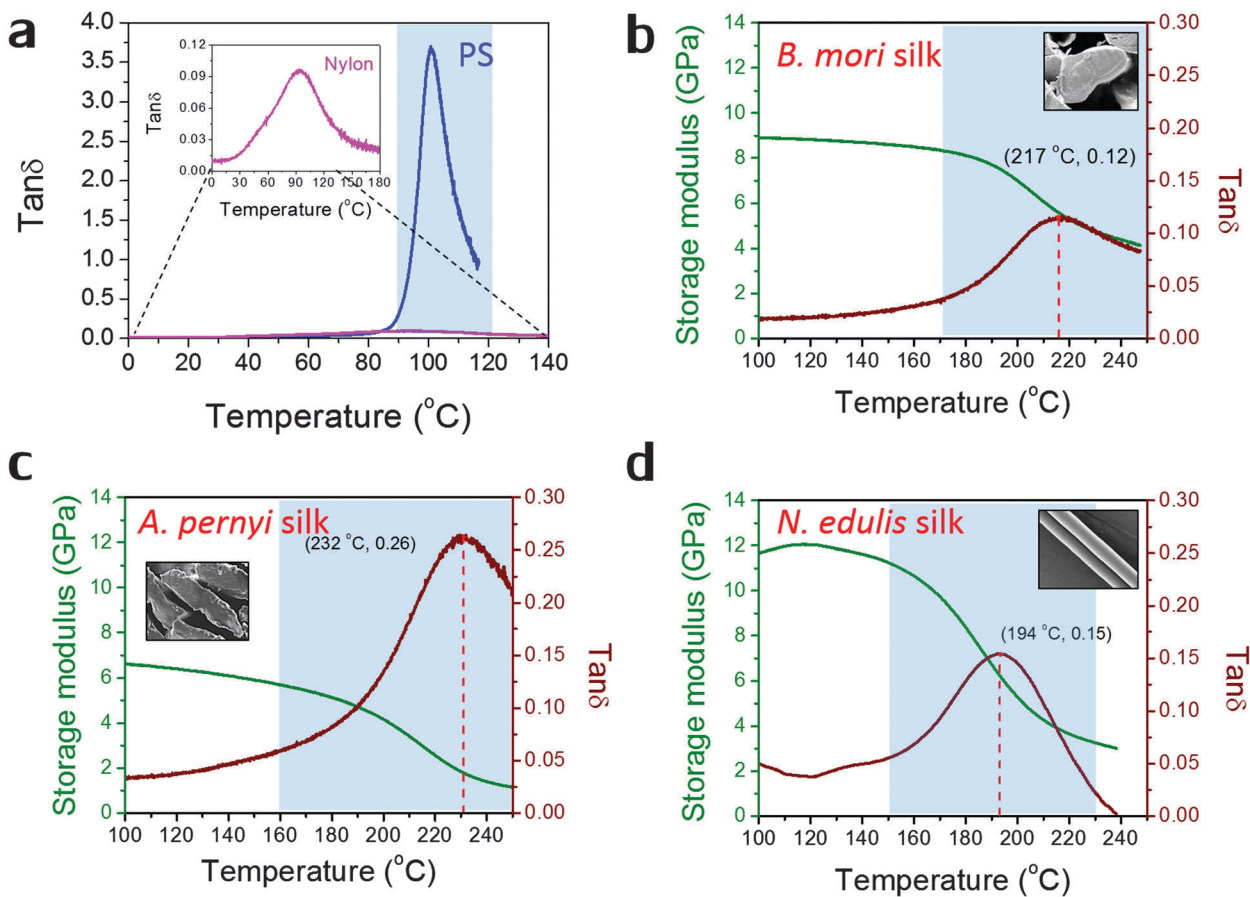 a
4.0
3.5
3.0
2.5
2.0
1.5
1.0
0.5
0.0
Tanδ
0 20 40 60 80 100 120 140
Temperature (°C)
PS
0.12
0.09
0.06
0.03
0.00
Tanδ
Nylon
0 30 60 90 120 150 180
Temperature (°C)
b
14
12
10
8
6
4
2
0
Storage modulus (GPa)
B. mori silk
(217 °C, 0.12)
0.30
0.25
0.20
0.15
0.10
0.05
0.00
Tanδ
100 120 140 160 180 200 220 240
Temperature (°C)
c
14
12
10
8
6
4
2
0
Storage modulus (GPa)
A. pernyi silk
(232 °C, 0.26)
0.30
0.25
0.20
0.15
0.10
0.05
0.00
Tanδ
100 120 140 160 180 200 220 240
Temperature (°C)
d
14
12
10
8
6
4
2
0
Storage modulus (GPa)
N. edulis silk
(194 °C, 0.15)
0.30
0.25
0.20
0.15
0.10
0.05
0.00
Tanδ
100 120 140 160 180 200 220 240
Temperature (°C)